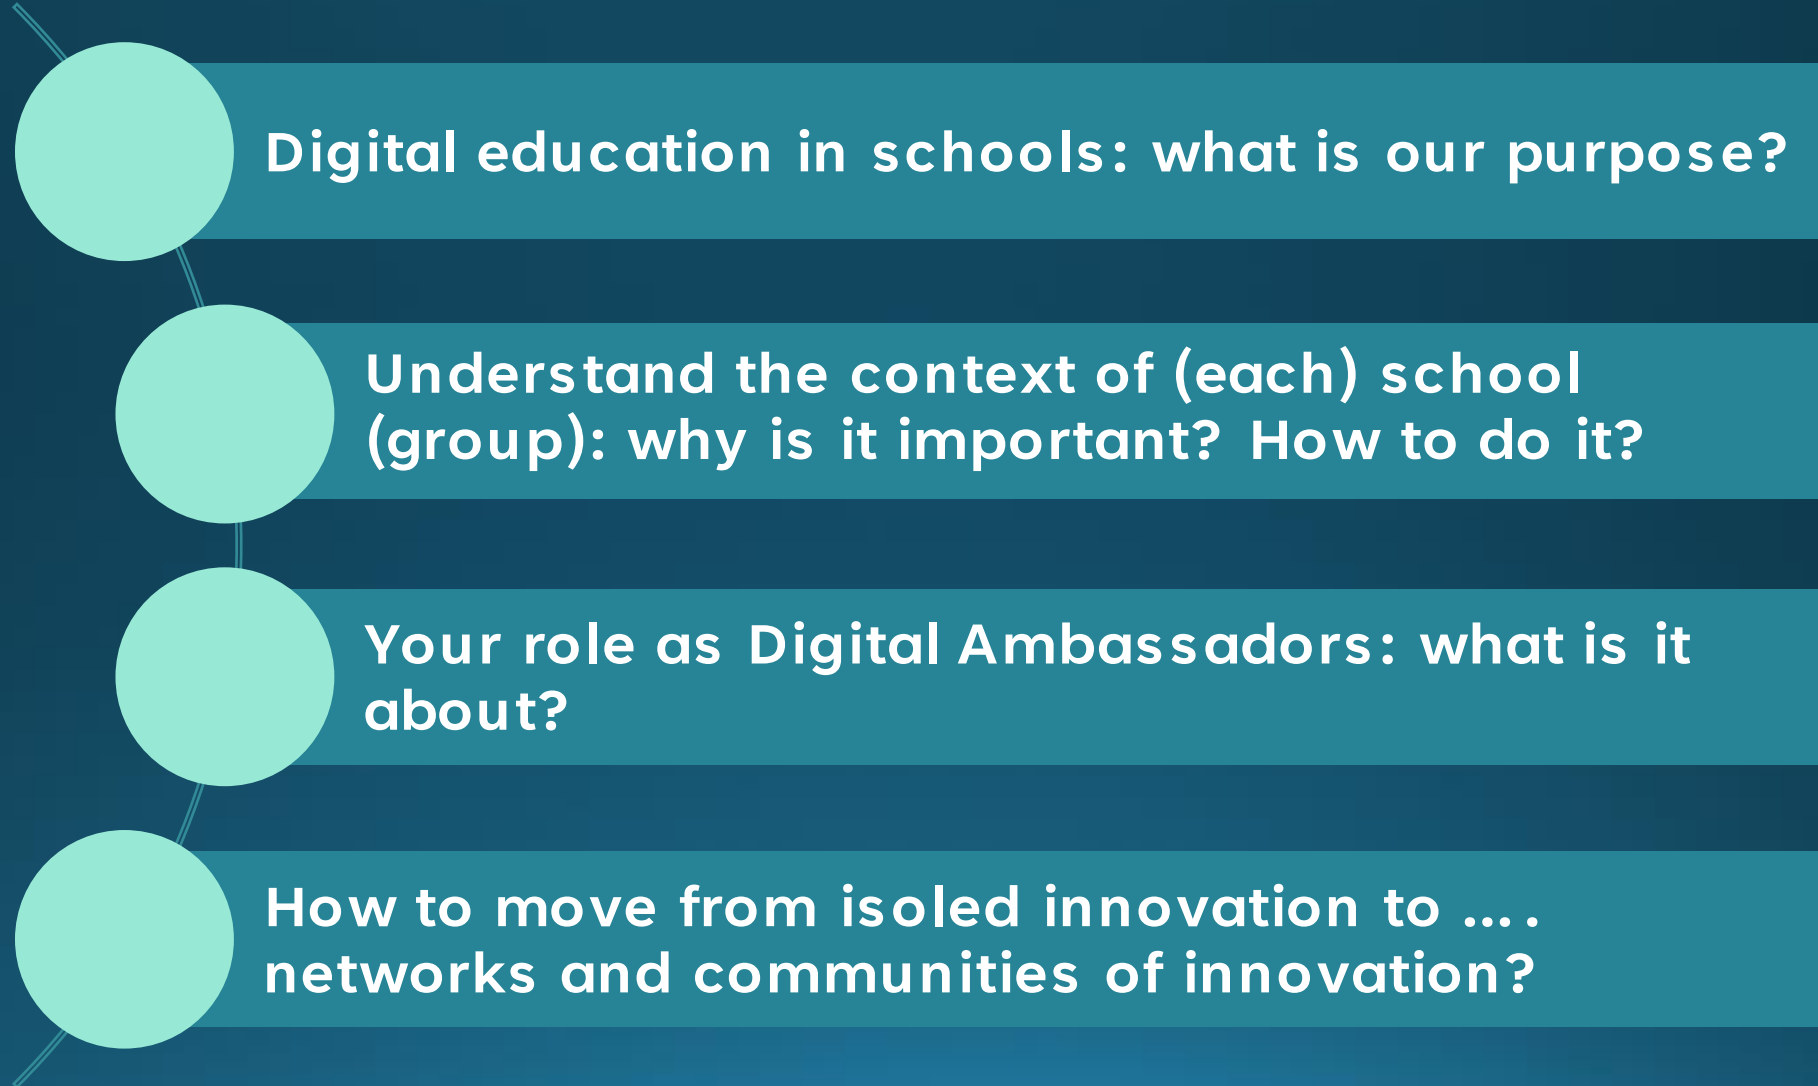 Digital education in schools: what is our purpose?
Understand the context of (each) school
(group): why is it important? How to do it?
Your role as Digital Ambassadors: what is it
about?
How to move from isoled innovation to ....
networks and communities of innovation?